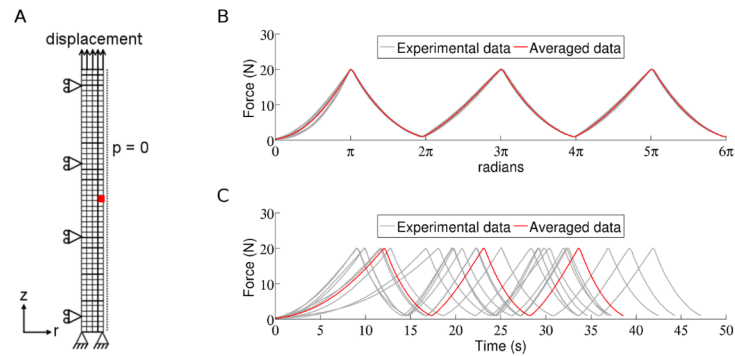 A
displacement
p = 0
z
r
B
30
20
10
0
Force (N)
Experimental data
Averaged data
0
π
2π
3π
4π
5π
6π
radians
C
30
20
10
0
Force (N)
Experimental data
Averaged data
0
5
10
15
20
25
30
35
40
45
50
Time (s)